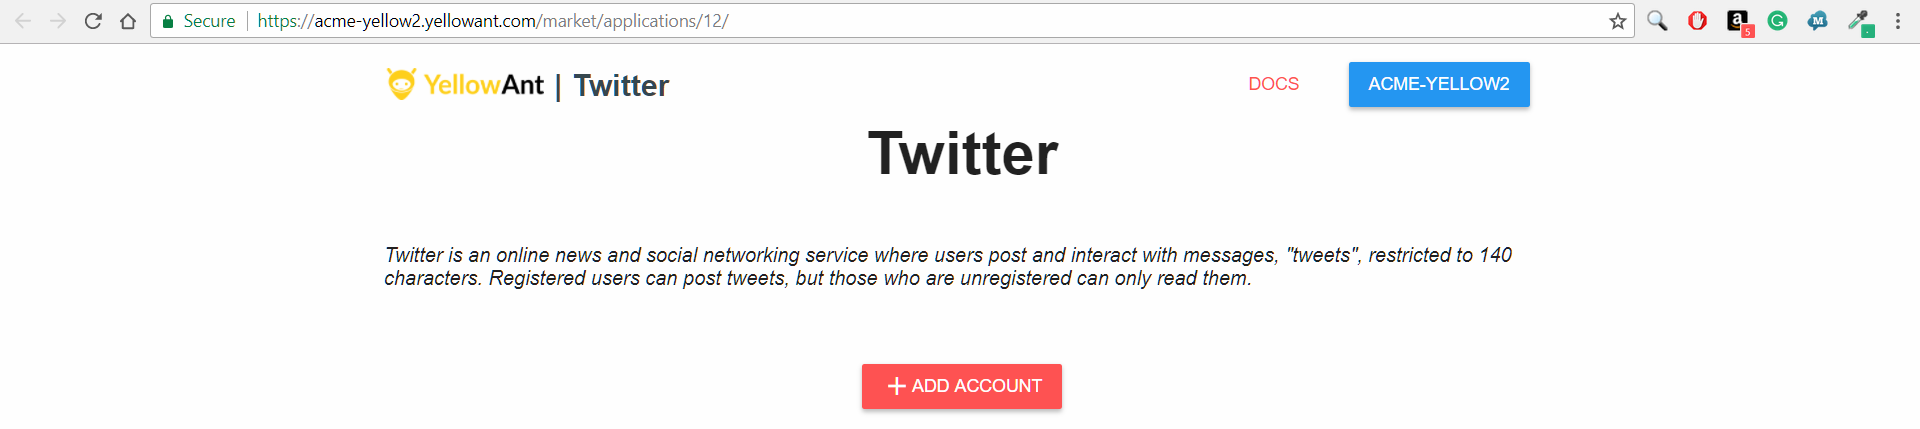 Secure https://acme-yellow2.yellowant.com/market/applications/12/
a 5 G M
YellowAnt | Twitter DOCS ACME-YELLOW2
Twitter
Twitter is an online news and social networking service where users post and interact with messages, "tweets", restricted to 140
characters. Registered users can post tweets, but those who are unregistered can only read them.
+ ADD ACCOUNT